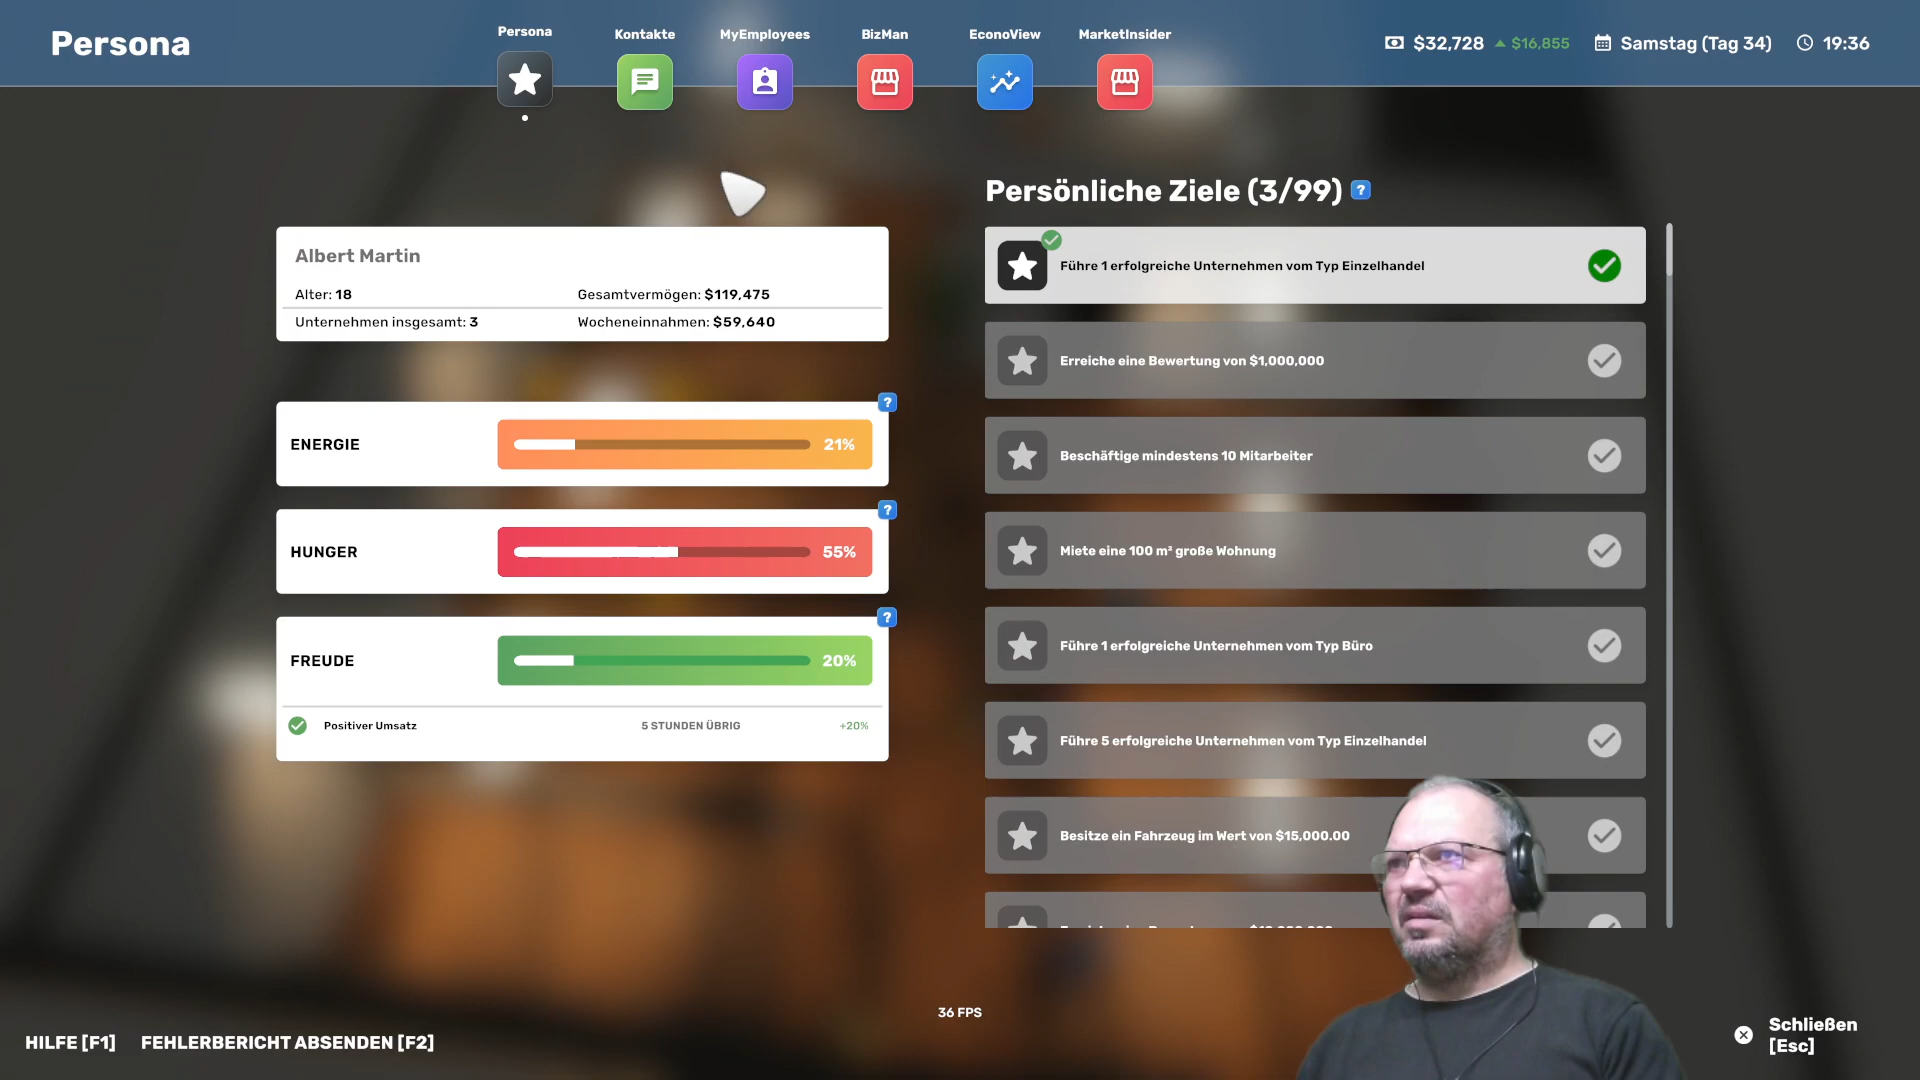 Persona
Persona
Kontakte
MyEmployees
BizMan
EconoView
MarketInsider
$32,728
$16,855
Samstag (Tag 34)
19:36
Albert Martin
Alter: 18
Gesamtvermögen: $119,475
Unternehmen insgesamt: 3
Wocheneinnahmen: $59,640
?
ENERGIE
21%
?
HUNGER
55%
?
FREUDE
20%
Positiver Umsatz
5 STUNDEN ÜBRIG
+20%
Persönliche Ziele (3/99) ?
Führe 1 erfolgreiche Unternehmen vom Typ Einzelhandel
Erreiche eine Bewertung von $1,000,000
Beschäftige mindestens 10 Mitarbeiter
Miete eine 100 m² große Wohnung
Führe 1 erfolgreiche Unternehmen vom Typ Büro
Führe 5 erfolgreiche Unternehmen vom Typ Einzelhandel
Besitze ein Fahrzeug im Wert von $15,000.00
36 FPS
HILFE [F1]
FEHLERBERICHT ABSENDEN [F2]
Schließen
[Esc]